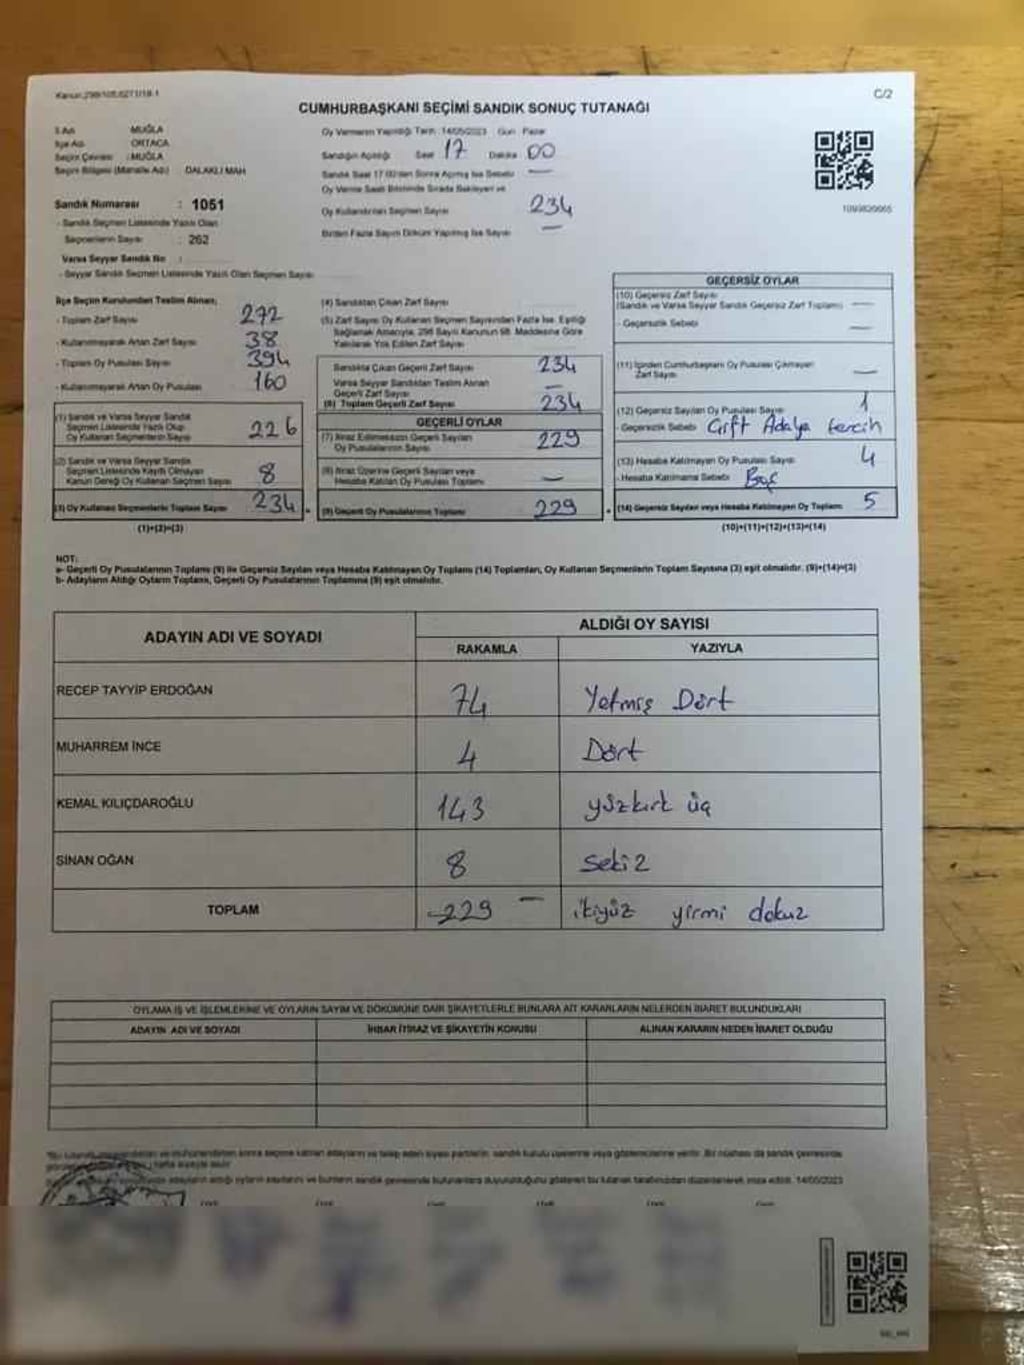 Kanun:298/105,6271/18-1
C/2
CUMHURBAŞKANI SEÇİMİ SANDIK SONUÇ TUTANAĞI
İl Adı MUĞLA
İlçe Adı ORTACA
Seçim Çevresi : MUĞLA
Seçim Bölgesi (Mahalle Adı) DALAKLI MAH
Sandık Numarası : 1051
- Sandık Seçmen Listesinde Yazılı Olan
Seçmenlerin Sayısı : 262
Varsa Seyyar Sandık No :
- Seyyar Sandık Seçmen Listesinde Yazılı Olan Seçmen Sayısı
Oy Vermenin Yapıldığı Tarih: 14/05/2023 Gün: Pazar
Sandığın Açıldığı Saat 17 Dakika 00
Sandık Saat 17.00'den Sonra Açılmış İse Sebebi —
Oy Verme Saati Bitiminde Sırada Bekleyen ve
Oy Kullandırılan Seçmen Sayısı 234
Birden Fazla Sayım Döküm Yapılmış İse Sayısı —
İlçe Seçim Kurulundan Teslim Alınan;
- Toplam Zarf Sayısı 272
- Kullanılmayarak Artan Zarf Sayısı 38
- Toplam Oy Pusulası Sayısı 394
- Kullanılmayarak Artan Oy Pusulası 160
(1) Sandık ve Varsa Seyyar Sandık
Seçmen Listesinde Yazılı Olup
Oy Kullanan Seçmenlerin Sayısı 226
(2) Sandık ve Varsa Seyyar Sandık
Seçmen Listesinde Kayıtlı Olmayan
Kanun Gereği Oy Kullanan Seçmen Sayısı 8
(3) Oy Kullanan Seçmenlerin Toplam Sayısı 234
(1)+(2)=(3)
(4) Sandıktan Çıkan Zarf Sayısı
(5) Zarf Sayısı Oy Kullanan Seçmen Sayısından Fazla İse, Eşitliği
Sağlamak Amacıyla, 298 Sayılı Kanunun 98. Maddesine Göre
Yakılarak Yok Edilen Zarf Sayısı
Sandıkta Çıkan Geçerli Zarf Sayısı 234
Varsa Seyyar Sandıktan Teslim Alınan
Geçerli Zarf Sayısı —
(6) Toplam Geçerli Zarf Sayısı 234
GEÇERLİ OYLAR
(7) İtiraz Edilmeksizin Geçerli Sayılan
Oy Pusulası Sayısı 229
(8) İtiraz Üzerine Geçerli Sayılan veya
Hesaba Katılan Oy Pusulası Toplamı —
(9) Geçerli Oy Pusulalarının Toplamı 229
GEÇERSİZ OYLAR
(10) Geçersiz Zarf Sayısı
(Sandık ve Varsa Seyyar Sandık Geçersiz Zarf Toplamı) —
- Geçersizlik Sebebi —
(11) İçinden Cumhurbaşkanı Oy Pusulası Çıkmayan
Zarf Sayısı —
(12) Geçersiz Sayılan Oy Pusulası Sayısı 1
- Geçersizlik Sebebi Çift Adaya tercih
(13) Hesaba Katılmayan Oy Pusulası Sayısı 4
- Hesaba Katılmama Sebebi Boş
(14) Geçersiz Sayılan veya Hesaba Katılmayan Oy Toplamı 5
(10)+(11)+(12)+(13)=(14)
NOT:
a- Geçerli Oy Pusulalarının Toplamı (9) ile Geçersiz Sayılan veya Hesaba Katılmayan Oy Toplamı (14) Toplamları, Oy Kullanan Seçmenlerin Toplam Sayısına (3) eşit olmalıdır. (9)+(14)=(3)
b- Adayların Aldığı Oyların Toplamı, Geçerli Oy Pusulalarının Toplamına (9) eşit olmalıdır.
ADAYIN ADI VE SOYADI ALDIĞI OY SAYISI
RAKAMLA YAZIYLA
RECEP TAYYİP ERDOĞAN 74 Yetmiş Dört
MUHARREM İNCE 4 Dört
KEMAL KILIÇDAROĞLU 143 yüzkırk üç
SİNAN OĞAN 8 Sekiz
TOPLAM 229 ikiyüz yirmi dokuz
OYLAMA İŞ VE İŞLEMLERİNE VE OYLARIN SAYIM VE DÖKÜMÜNE DAİR ŞİKAYETLERLE BUNLARA AİT KARARLARIN NELERDEN İBARET BULUNDUKLARI
ADAYIN ADI VE SOYADI İHBAR İTİRAZ VE ŞİKAYETİN KONUSU ALINAN KARARIN NEDEN İBARET OLDUĞU